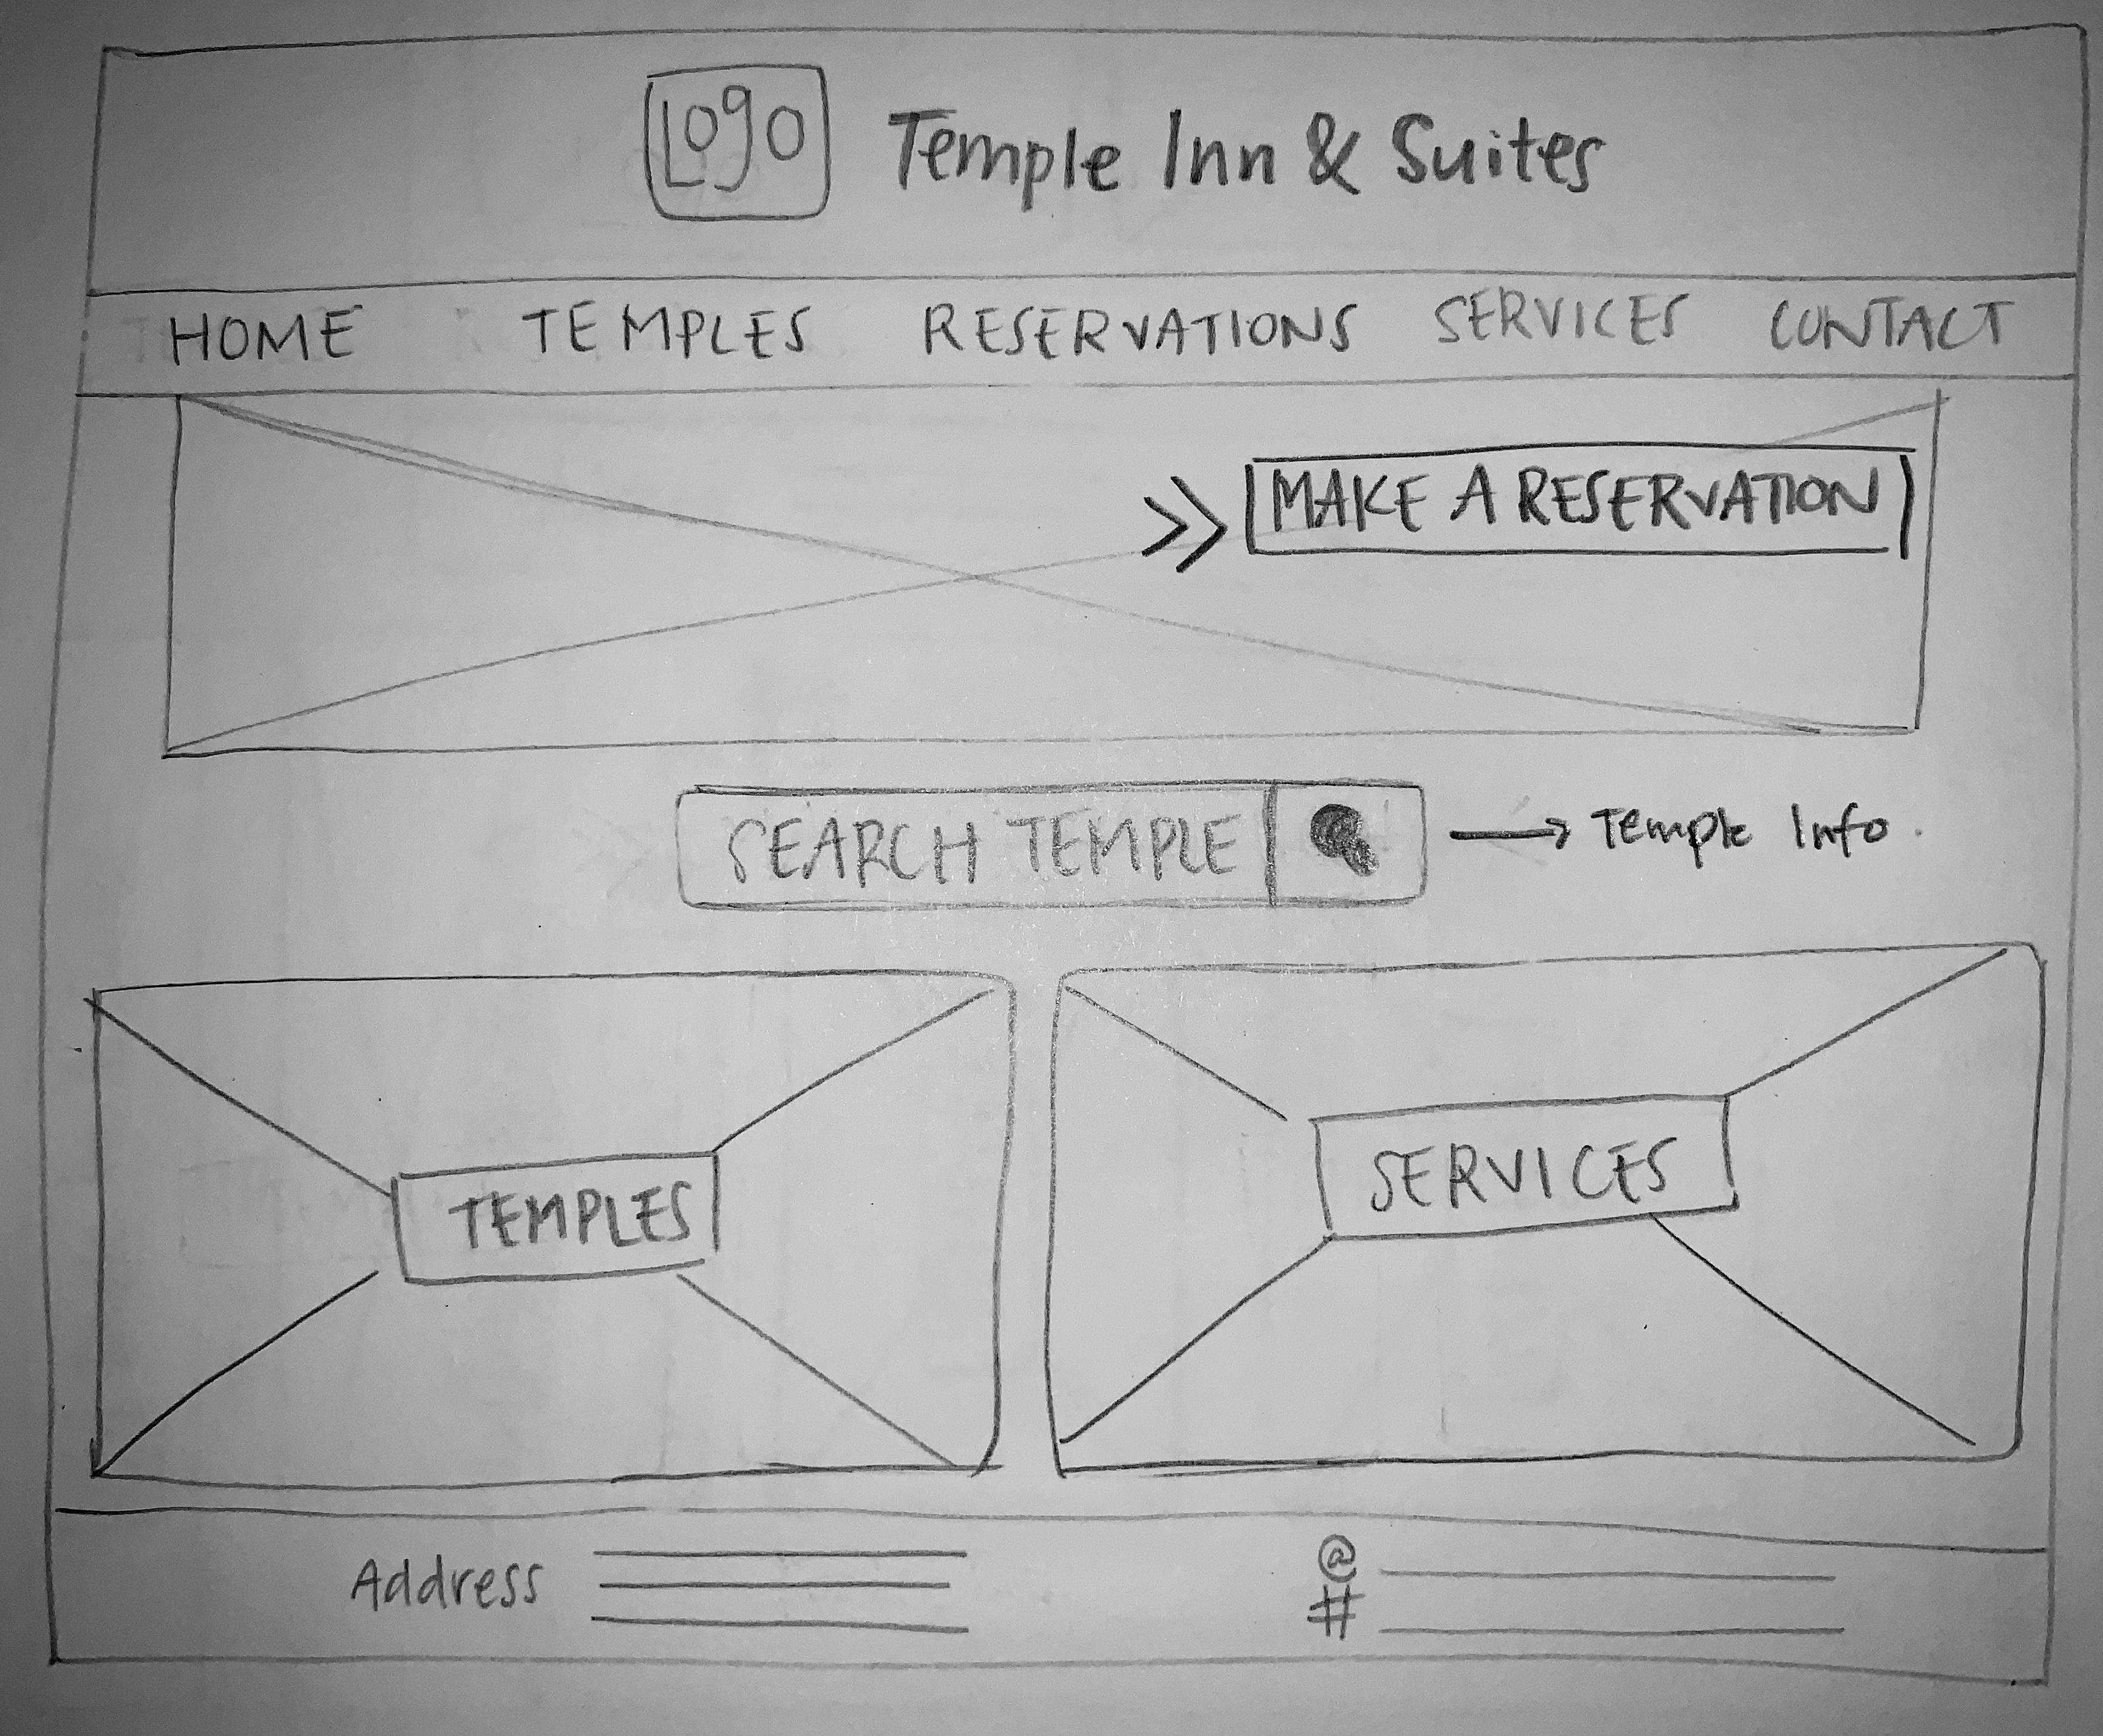 Logo Temple Inn & Suites
HOME TEMPLES RESERVATIONS SERVICES CONTACT
>> MAKE A RESERVATION
SEARCH TEMPLE → Temple Info.
TEMPLES
SERVICES
Address
@
#